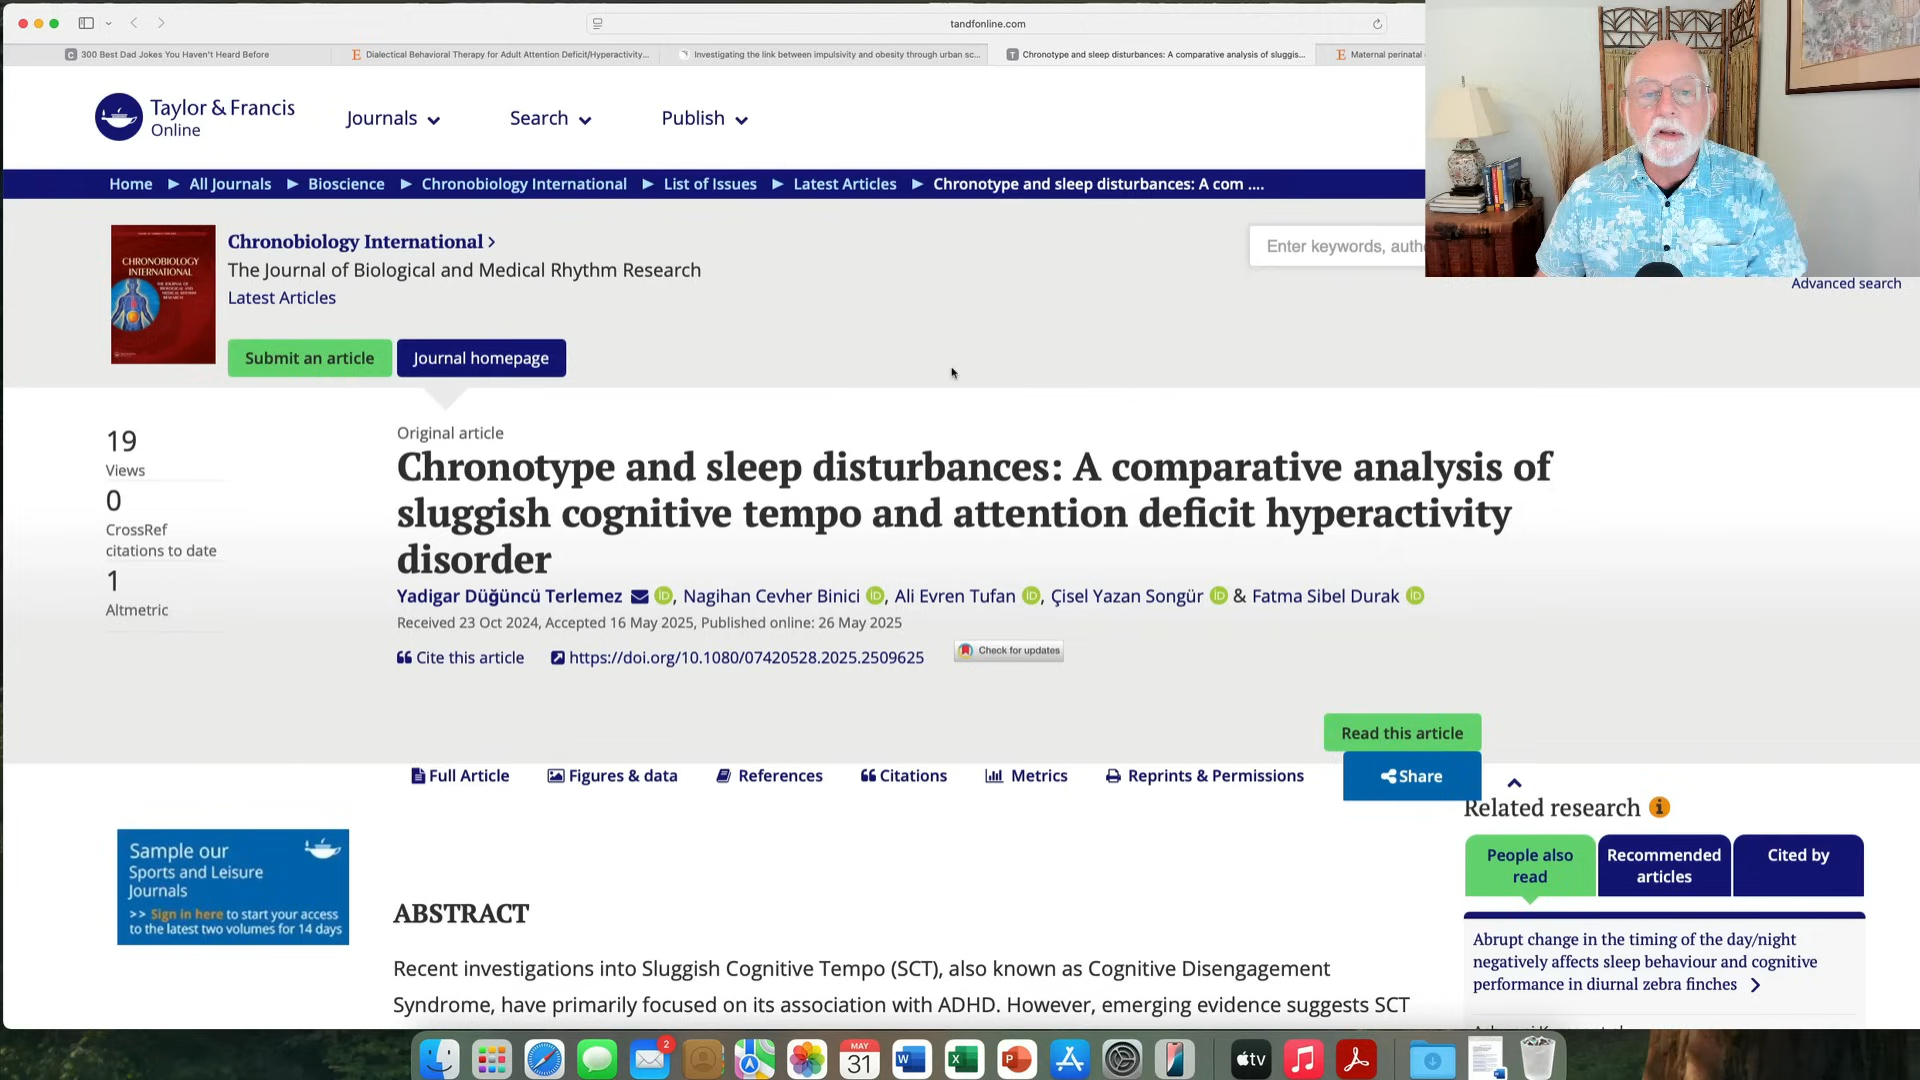 tandfonline.com
300 Best Dad Jokes You Haven't Heard Before
Dialectical Behavioral Therapy for Adult Attention Deficit/Hyperactivity...
Investigating the link between impulsivity and obesity through urban sc...
Chronotype and sleep disturbances: A comparative analysis of sluggis...
Maternal perinatal
Taylor & Francis
Online
Journals
Search
Publish
Home
All Journals
Bioscience
Chronobiology International
List of Issues
Latest Articles
Chronotype and sleep disturbances: A com ....
CHRONOBIOLOGY
INTERNATIONAL
Chronobiology International
The Journal of Biological and Medical Rhythm Research
Latest Articles
Enter keywords,
Advanced search
Submit an article
Journal homepage
19
Views
0
CrossRef
citations to date
1
Altmetric
Original article
Chronotype and sleep disturbances: A comparative analysis of
sluggish cognitive tempo and attention deficit hyperactivity
disorder
Yadigar Düğüncü Terlemez iD, Nagihan Cevher Binici iD, Ali Evren Tufan iD, Çisel Yazan Songür iD & Fatma Sibel Durak iD
Received 23 Oct 2024, Accepted 16 May 2025, Published online: 26 May 2025
Cite this article
https://doi.org/10.1080/07420528.2025.2509625
Check for updates
Read this article
Full Article
Figures & data
References
Citations
Metrics
Reprints & Permissions
Share
Related research i
People also
read
Recommended
articles
Cited by
Sample our
Sports and Leisure
Journals
>> Sign in here to start your access
to the latest two volumes for 14 days
ABSTRACT
Recent investigations into Sluggish Cognitive Tempo (SCT), also known as Cognitive Disengagement
Syndrome, have primarily focused on its association with ADHD. However, emerging evidence suggests SCT
Abrupt change in the timing of the day/night
negatively affects sleep behaviour and cognitive
performance in diurnal zebra finches
2
MAY
31
W
X
P
tv